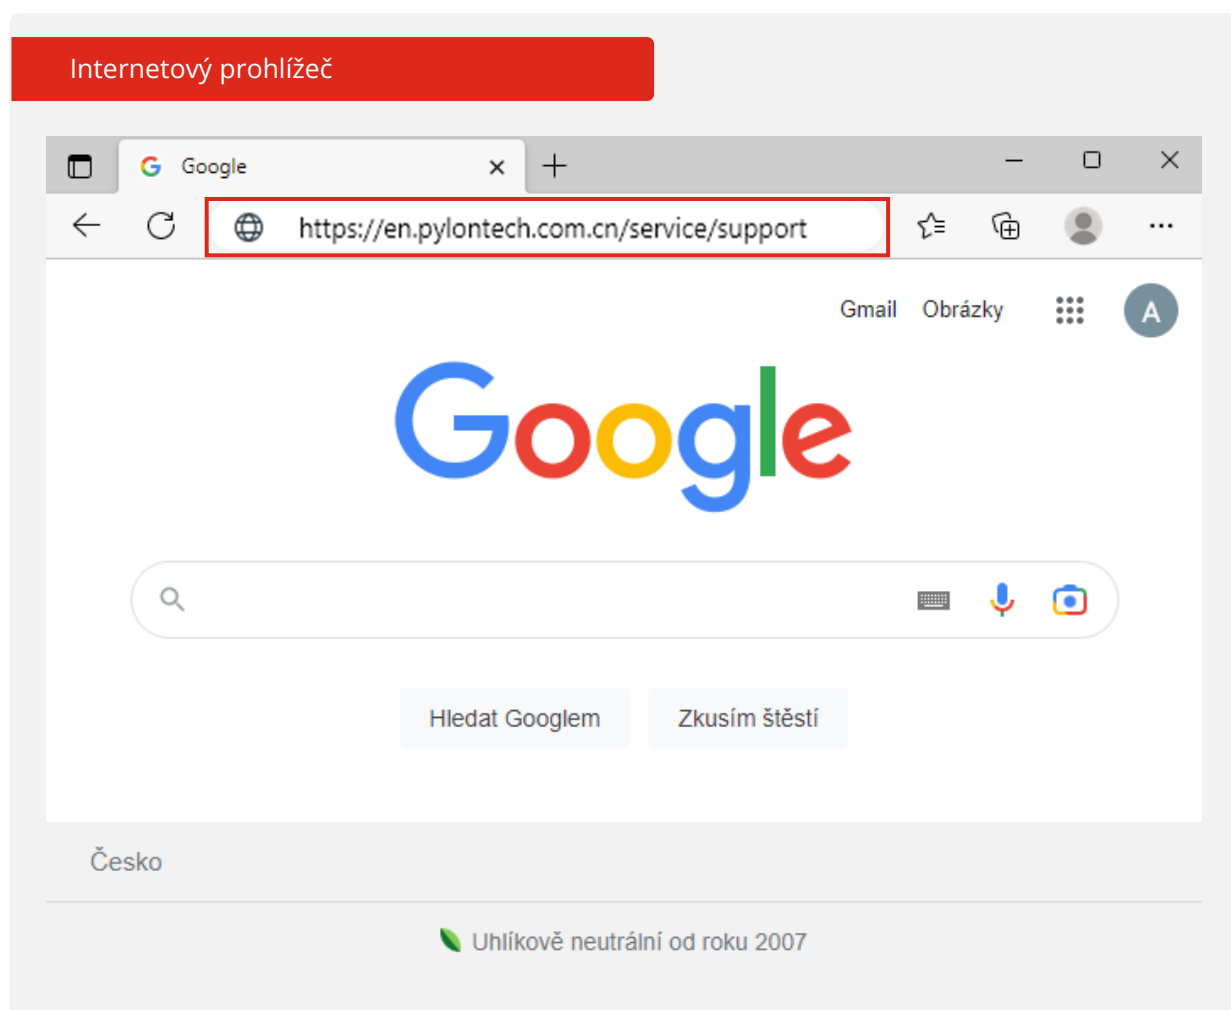 Internetový prohlížeč
Google
https://en.pylontech.com.cn/service/support
Gmail Obrázky
A
Google
Hledat Googlem Zkusím štěstí
Česko
Uhlíkově neutrální od roku 2007